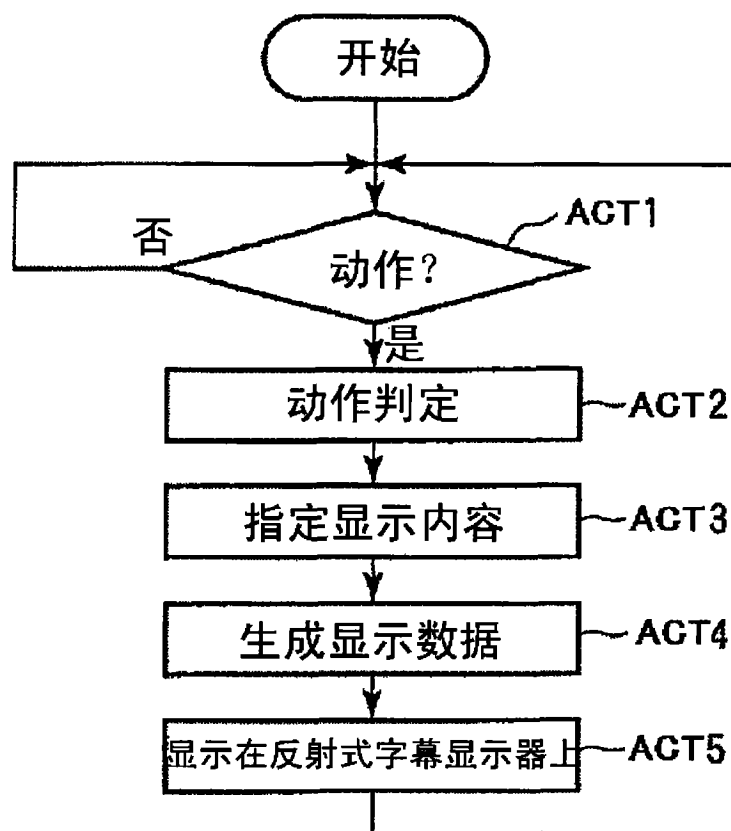 开始
ACT1
否
动作？
是
动作判定
ACT2
指定显示内容
ACT3
生成显示数据
ACT4
显示在反射式字幕显示器上
ACT5